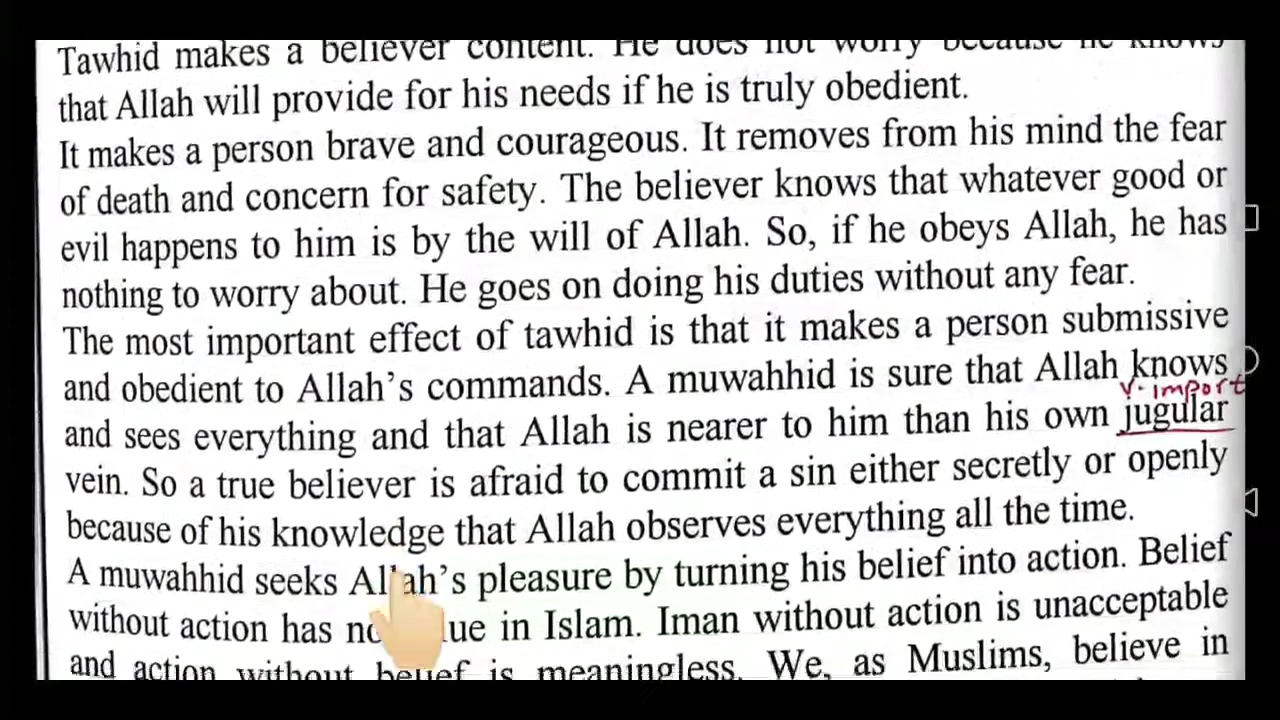 Tawhid makes a believer content. He does not worry because he knows
that Allah will provide for his needs if he is truly obedient.
It makes a person brave and courageous. It removes from his mind the fear
of death and concern for safety. The believer knows that whatever good or
evil happens to him is by the will of Allah. So, if he obeys Allah, he has
nothing to worry about. He goes on doing his duties without any fear.
The most important effect of tawhid is that it makes a person submissive
and obedient to Allah's commands. A muwahhid is sure that Allah knows
v. import
and sees everything and that Allah is nearer to him than his own jugular
vein. So a true believer is afraid to commit a sin either secretly or openly
because of his knowledge that Allah observes everything all the time.
A muwahhid seeks Allah's pleasure by turning his belief into action. Belief
without action has no lue in Islam. Iman without action is unacceptable
and action without belief is meaningless. We, as Muslims, believe in